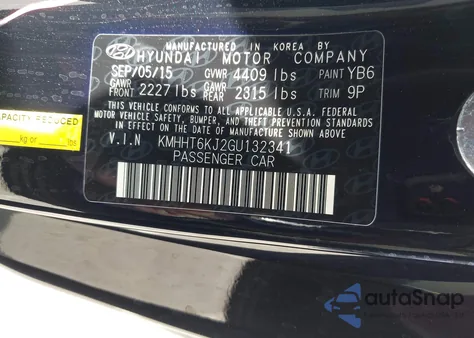 MANUFACTURED IN KOREA BY
HYUNDAI MOTOR COMPANY
SEP/05/15 GVWR 4409 lbs PAINT YB6
GAWR FRONT 2227 lbs GAWR REAR 2315 lbs TRIM 9P
THIS VEHICLE CONFORMS TO ALL APPLICABLE U.S.A. FEDERAL
MOTOR VEHICLE SAFETY, BUMPER, AND THEFT PREVENTION
STANDARDS IN EFFECT ON THE DATE OF MANUFACTURE SHOWN ABOVE.
V.I.N KMHHT6KJ2GU132341
PASSENGER CAR
CAPACITY REDUCED
kg or lbs
autoSnap